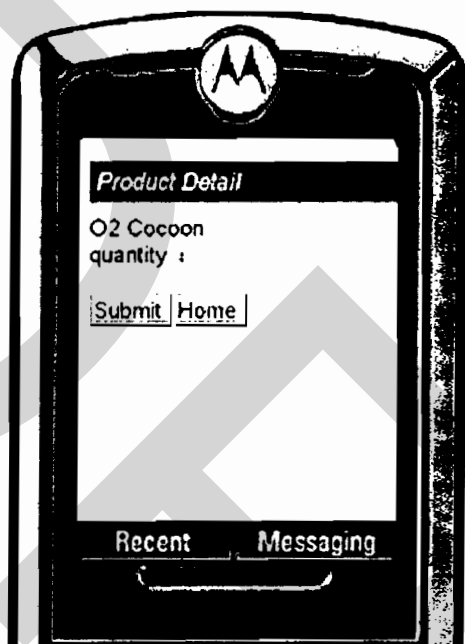 Product Detail
O2 Cocoon
quantity :
Submit Home
Recent Messaging